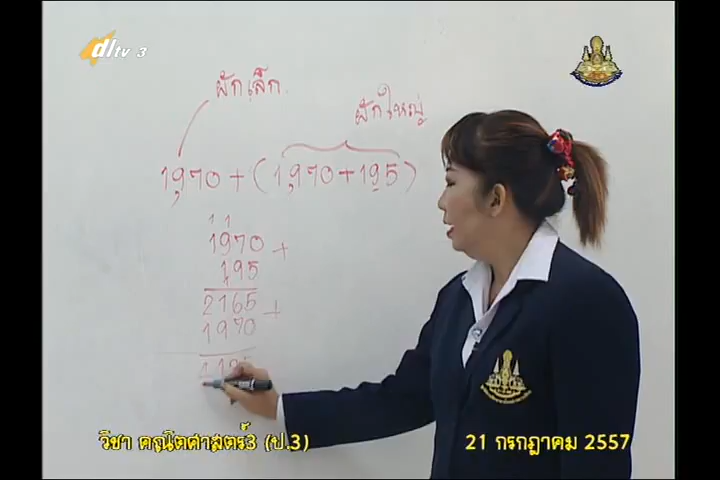 dltv 3
ผักเล็ก
ผักใหญ่
1,970 + (1,970 + 195)
1 1
1970 +
195
2165 +
1970
วิชา คณิตศาสตร์3 (ป.3)
21 กรกฎาคม 2557